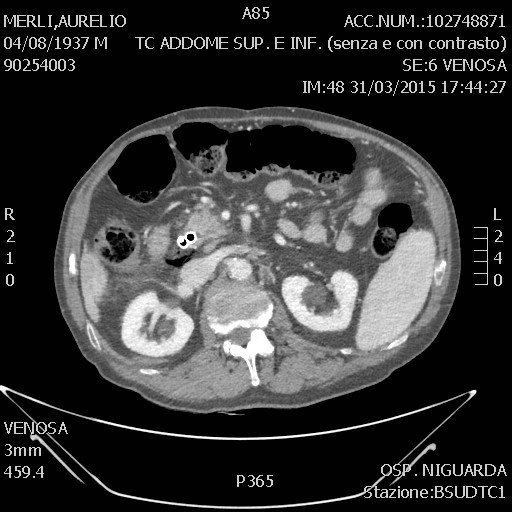 MERLI,AURELIO
A85
ACC.NUM.:102748871
04/08/1937 M
TC ADDOME SUP. E INF. (senza e con contrasto)
90254003
SE:6 VENOSA
IM:48 31/03/2015 17:44:27
R
2
1
0
L
2
4
0
VENOSA
3mm
459.4
P365
OSP. NIGUARDA
Stazione:BSUDTC1